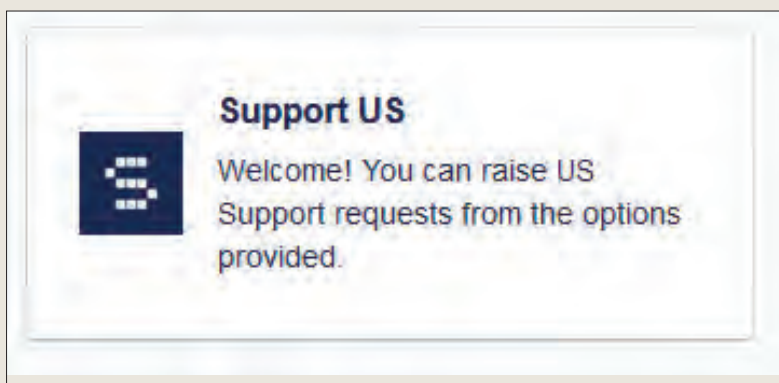 Support US
Welcome! You can raise US
Support requests from the options
provided.